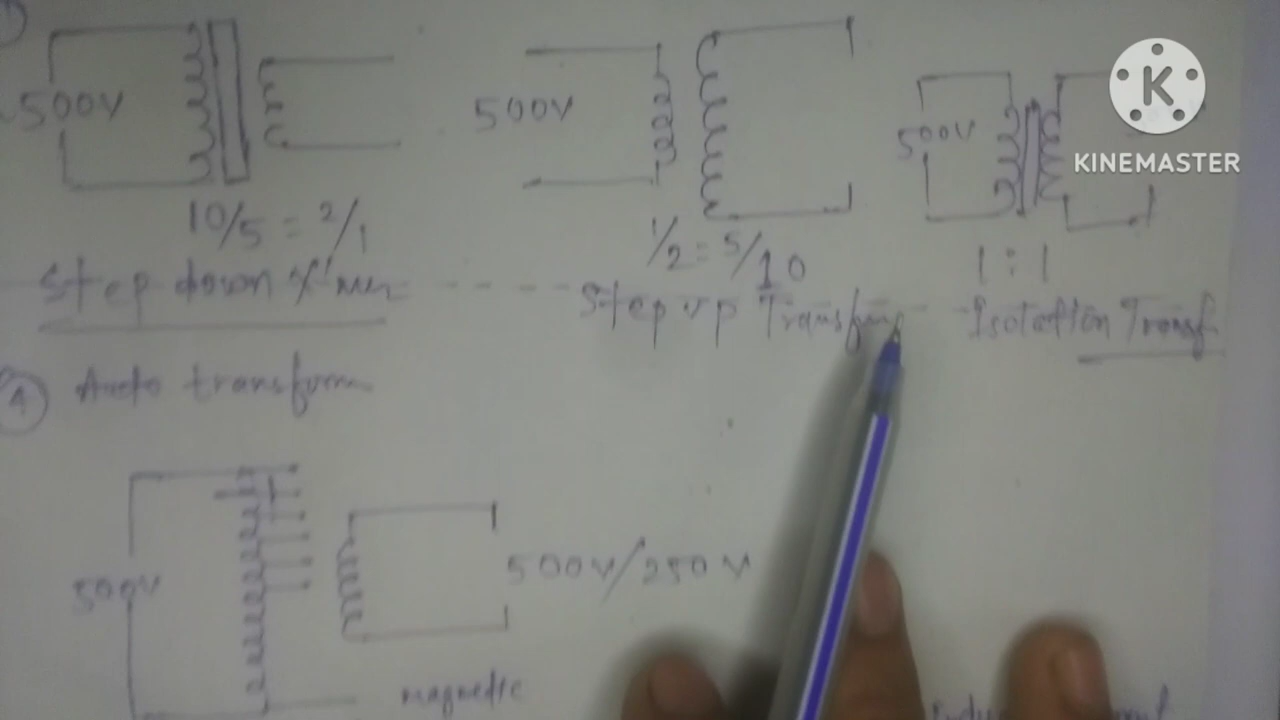 500V
500V
500V
KINEMASTER
10/5 = 2/1
1/2 = 5/10
1 : 1
Step down X'mer
Step up Transfmr
Isolation Transf
4 Auto transform
500V
500V/250V
magnetic